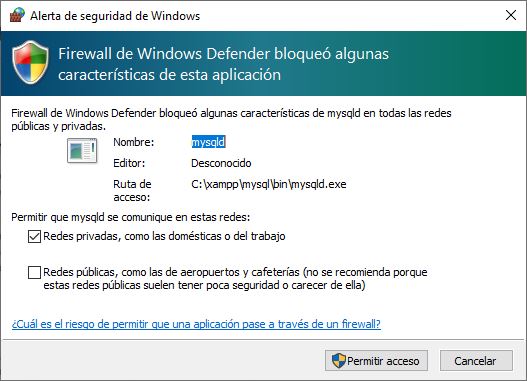 Alerta de seguridad de Windows
Firewall de Windows Defender bloqueó algunas
características de esta aplicación
Firewall de Windows Defender bloqueó algunas características de mysqld en todas las redes
públicas y privadas.
Nombre: mysqld
Editor: Desconocido
Ruta de acceso: C:\xampp\mysql\bin\mysqld.exe
Permitir que mysqld se comunique en estas redes:
Redes privadas, como las domésticas o del trabajo
Redes públicas, como las de aeropuertos y cafeterías (no se recomienda porque
estas redes públicas suelen tener poca seguridad o carecer de ella)
¿Cuál es el riesgo de permitir que una aplicación pase a través de un firewall?
Permitir acceso
Cancelar